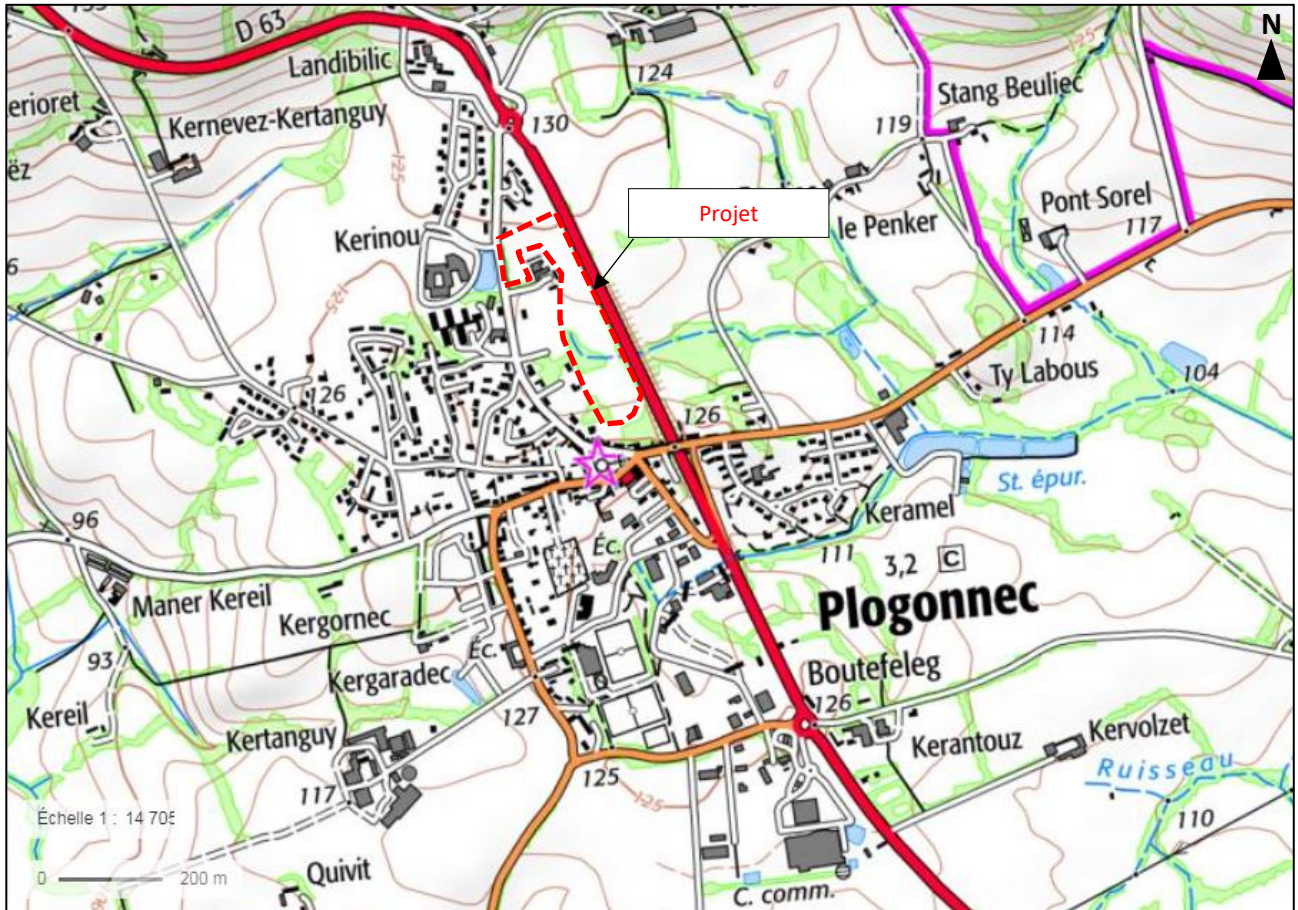 D 63
N
Landibilic
124
Stang Beuliec
erioret
Kernevez-Kertanguy
130
119
125
125
ëz
Projet
Pont Sorel
117
Kerinou
le Penker
6
125
114
Ty Labous
104
126
126
St. épur.
Keramel
96
Éc.
111
3,2 C
Maner Kereil
Plogonnec
Kergornec
Éc.
93
Kergaradec
Boutefeleg
126
Kereil
127
Kertanguy
Kerantouz
Kervolzet
125
Ruisseau
117
125
110
Échelle 1 : 14 705
0 200 m
Quivit
C. comm.